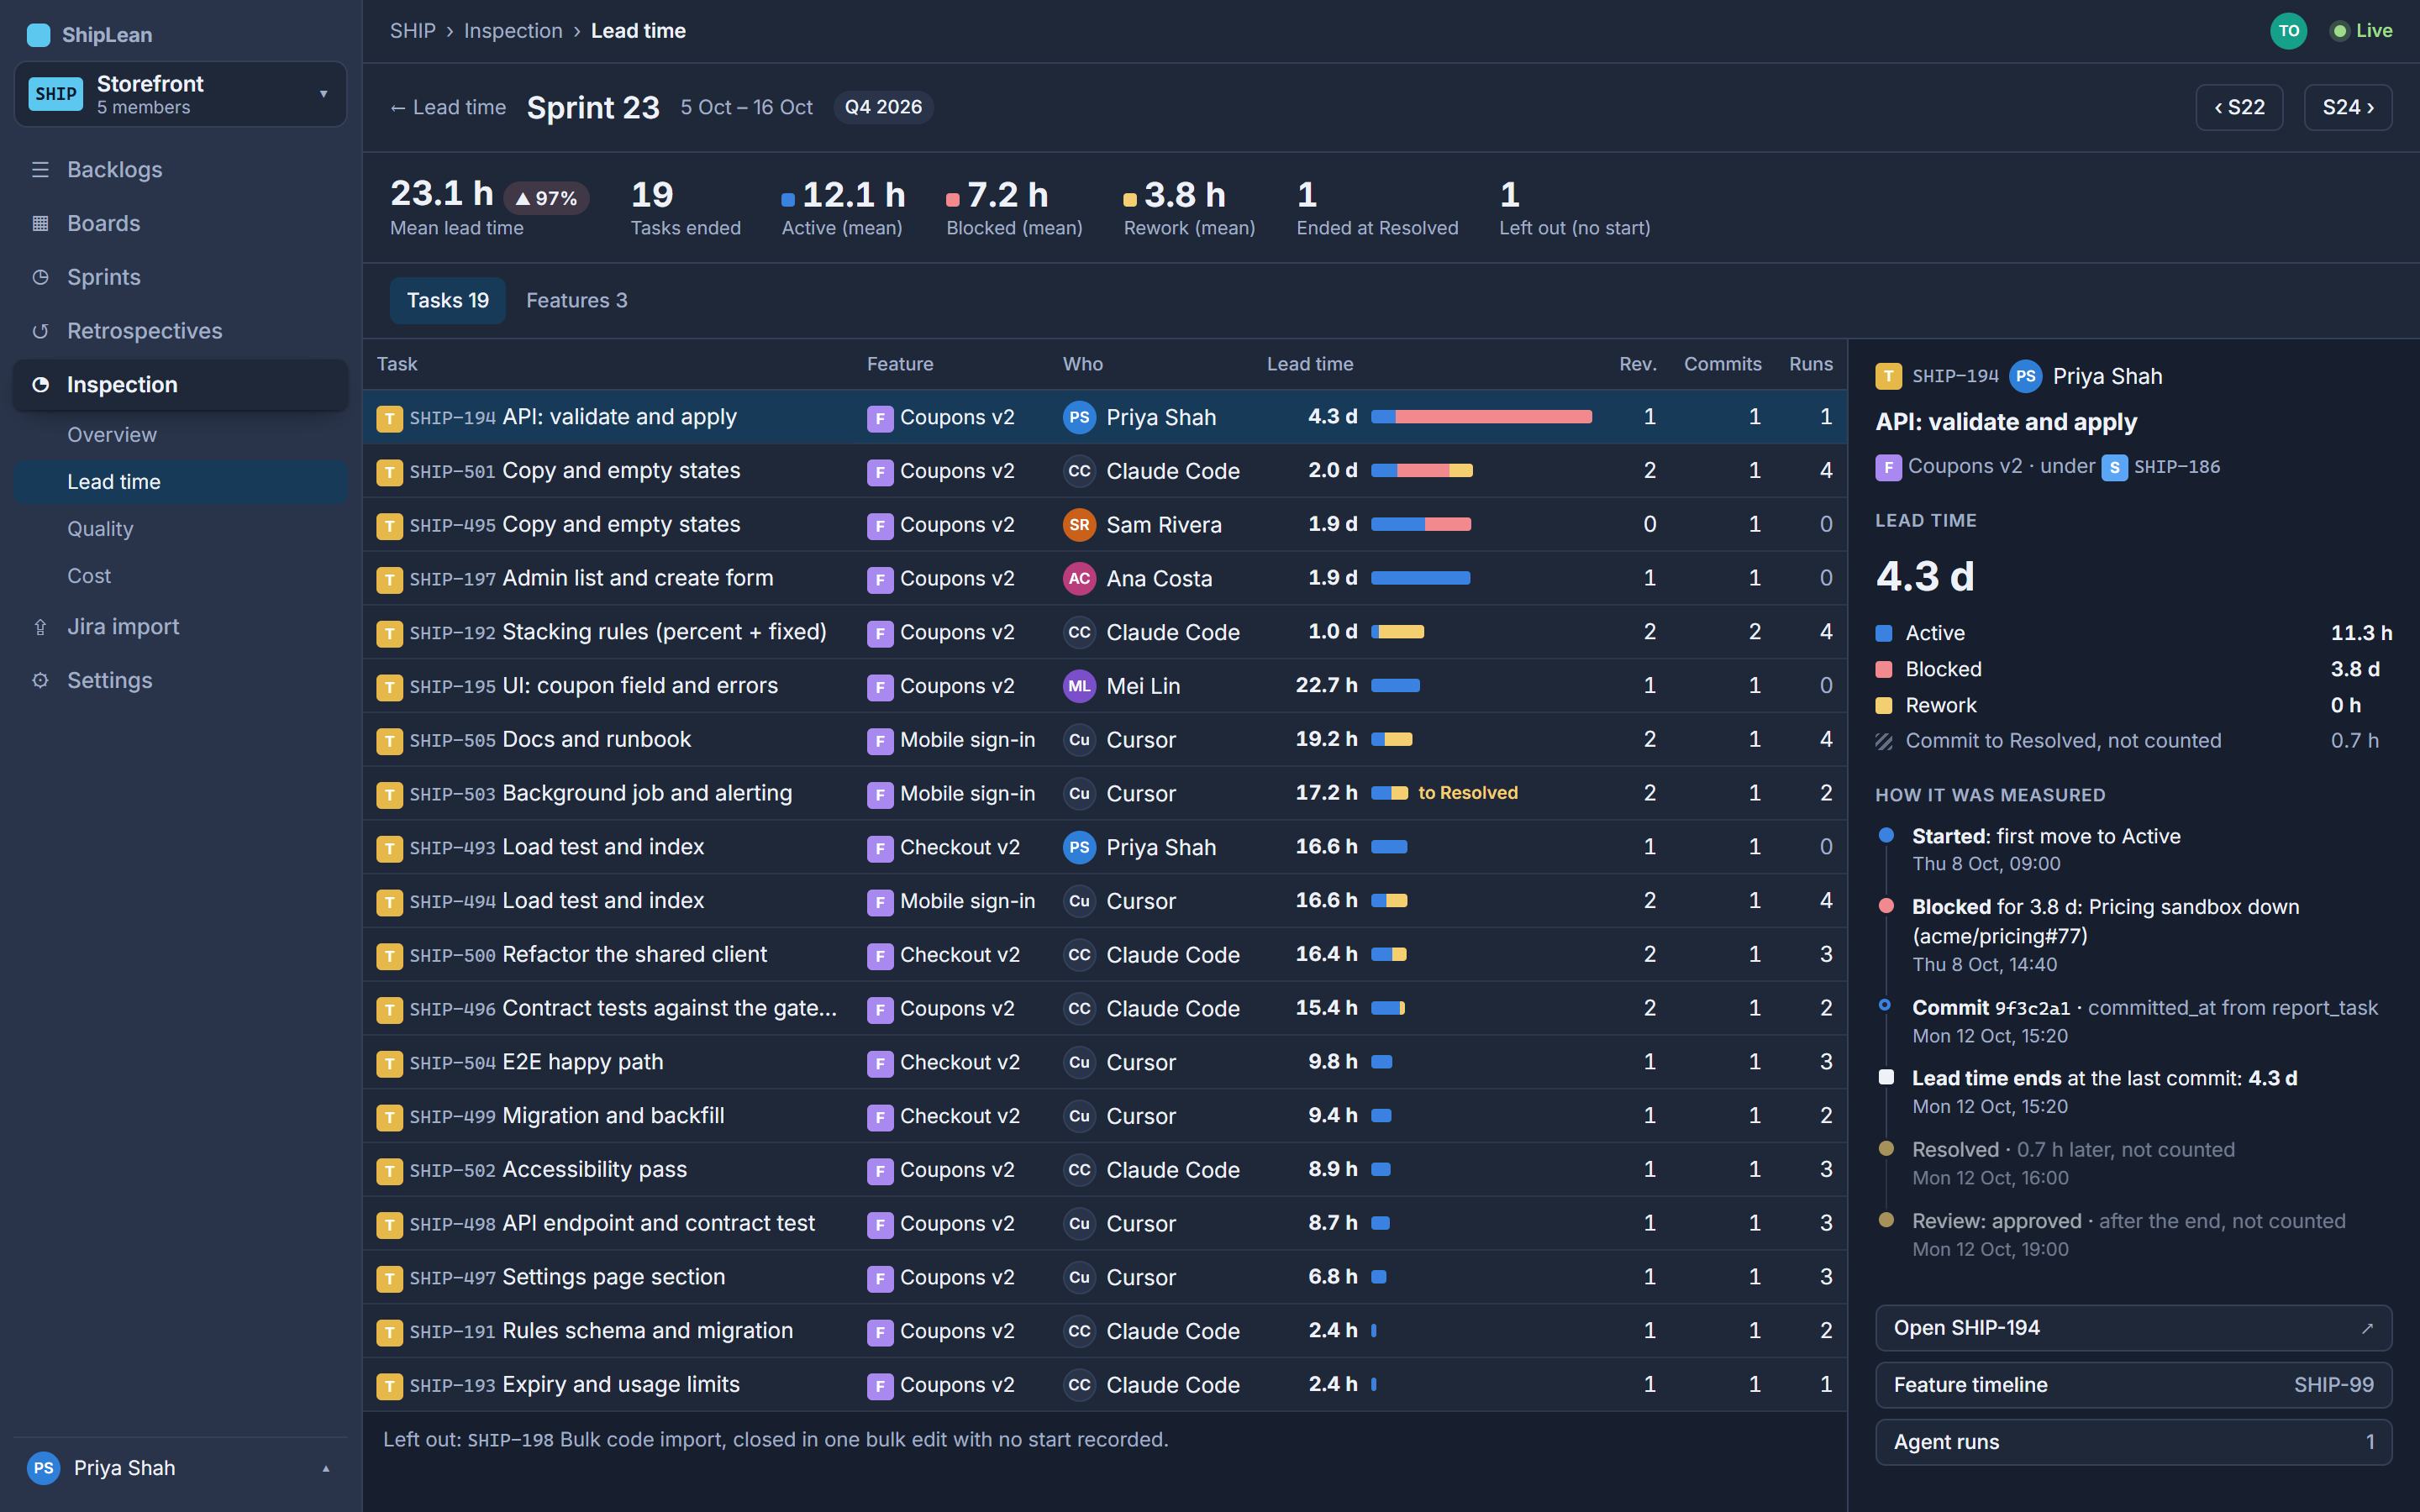 ShipLean
SHIP Storefront
5 members
Backlogs
Boards
Sprints
Retrospectives
Inspection
Overview
Lead time
Quality
Cost
Jira import
Settings
PS Priya Shah
SHIP › Inspection › Lead time
TO Live
← Lead time Sprint 23 5 Oct – 16 Oct Q4 2026
‹ S22 S24 ›
23.1 h ▲ 97%
Mean lead time
19
Tasks ended
12.1 h
Active (mean)
7.2 h
Blocked (mean)
3.8 h
Rework (mean)
1
Ended at Resolved
1
Left out (no start)
Tasks 19 Features 3
Task Feature Who Lead time Rev. Commits Runs
T SHIP-194 API: validate and apply F Coupons v2 PS Priya Shah 4.3 d 1 1 1
T SHIP-501 Copy and empty states F Coupons v2 CC Claude Code 2.0 d 2 1 4
T SHIP-495 Copy and empty states F Coupons v2 SR Sam Rivera 1.9 d 0 1 0
T SHIP-197 Admin list and create form F Coupons v2 AC Ana Costa 1.9 d 1 1 0
T SHIP-192 Stacking rules (percent + fixed) F Coupons v2 CC Claude Code 1.0 d 2 2 4
T SHIP-195 UI: coupon field and errors F Coupons v2 ML Mei Lin 22.7 h 1 1 0
T SHIP-505 Docs and runbook F Mobile sign-in Cu Cursor 19.2 h 2 1 4
T SHIP-503 Background job and alerting F Mobile sign-in Cu Cursor 17.2 h to Resolved 2 1 2
T SHIP-493 Load test and index F Checkout v2 PS Priya Shah 16.6 h 1 1 0
T SHIP-494 Load test and index F Mobile sign-in Cu Cursor 16.6 h 2 1 4
T SHIP-500 Refactor the shared client F Checkout v2 CC Claude Code 16.4 h 2 1 3
T SHIP-496 Contract tests against the gate... F Coupons v2 CC Claude Code 15.4 h 2 1 2
T SHIP-504 E2E happy path F Checkout v2 Cu Cursor 9.8 h 1 1 3
T SHIP-499 Migration and backfill F Checkout v2 Cu Cursor 9.4 h 1 1 2
T SHIP-502 Accessibility pass F Coupons v2 CC Claude Code 8.9 h 1 1 3
T SHIP-498 API endpoint and contract test F Coupons v2 Cu Cursor 8.7 h 1 1 3
T SHIP-497 Settings page section F Coupons v2 Cu Cursor 6.8 h 1 1 3
T SHIP-191 Rules schema and migration F Coupons v2 CC Claude Code 2.4 h 1 1 2
T SHIP-193 Expiry and usage limits F Coupons v2 CC Claude Code 2.4 h 1 1 1
Left out: SHIP-198 Bulk code import, closed in one bulk edit with no start recorded.
T SHIP-194 PS Priya Shah
API: validate and apply
F Coupons v2 · under S SHIP-186
LEAD TIME
4.3 d
Active 11.3 h
Blocked 3.8 d
Rework 0 h
Commit to Resolved, not counted 0.7 h
HOW IT WAS MEASURED
Started: first move to Active
Thu 8 Oct, 09:00
Blocked for 3.8 d: Pricing sandbox down
(acme/pricing#77)
Thu 8 Oct, 14:40
Commit 9f3c2a1 · committed_at from report_task
Mon 12 Oct, 15:20
Lead time ends at the last commit: 4.3 d
Mon 12 Oct, 15:20
Resolved · 0.7 h later, not counted
Mon 12 Oct, 16:00
Review: approved · after the end, not counted
Mon 12 Oct, 19:00
Open SHIP-194 ↗
Feature timeline SHIP-99
Agent runs 1